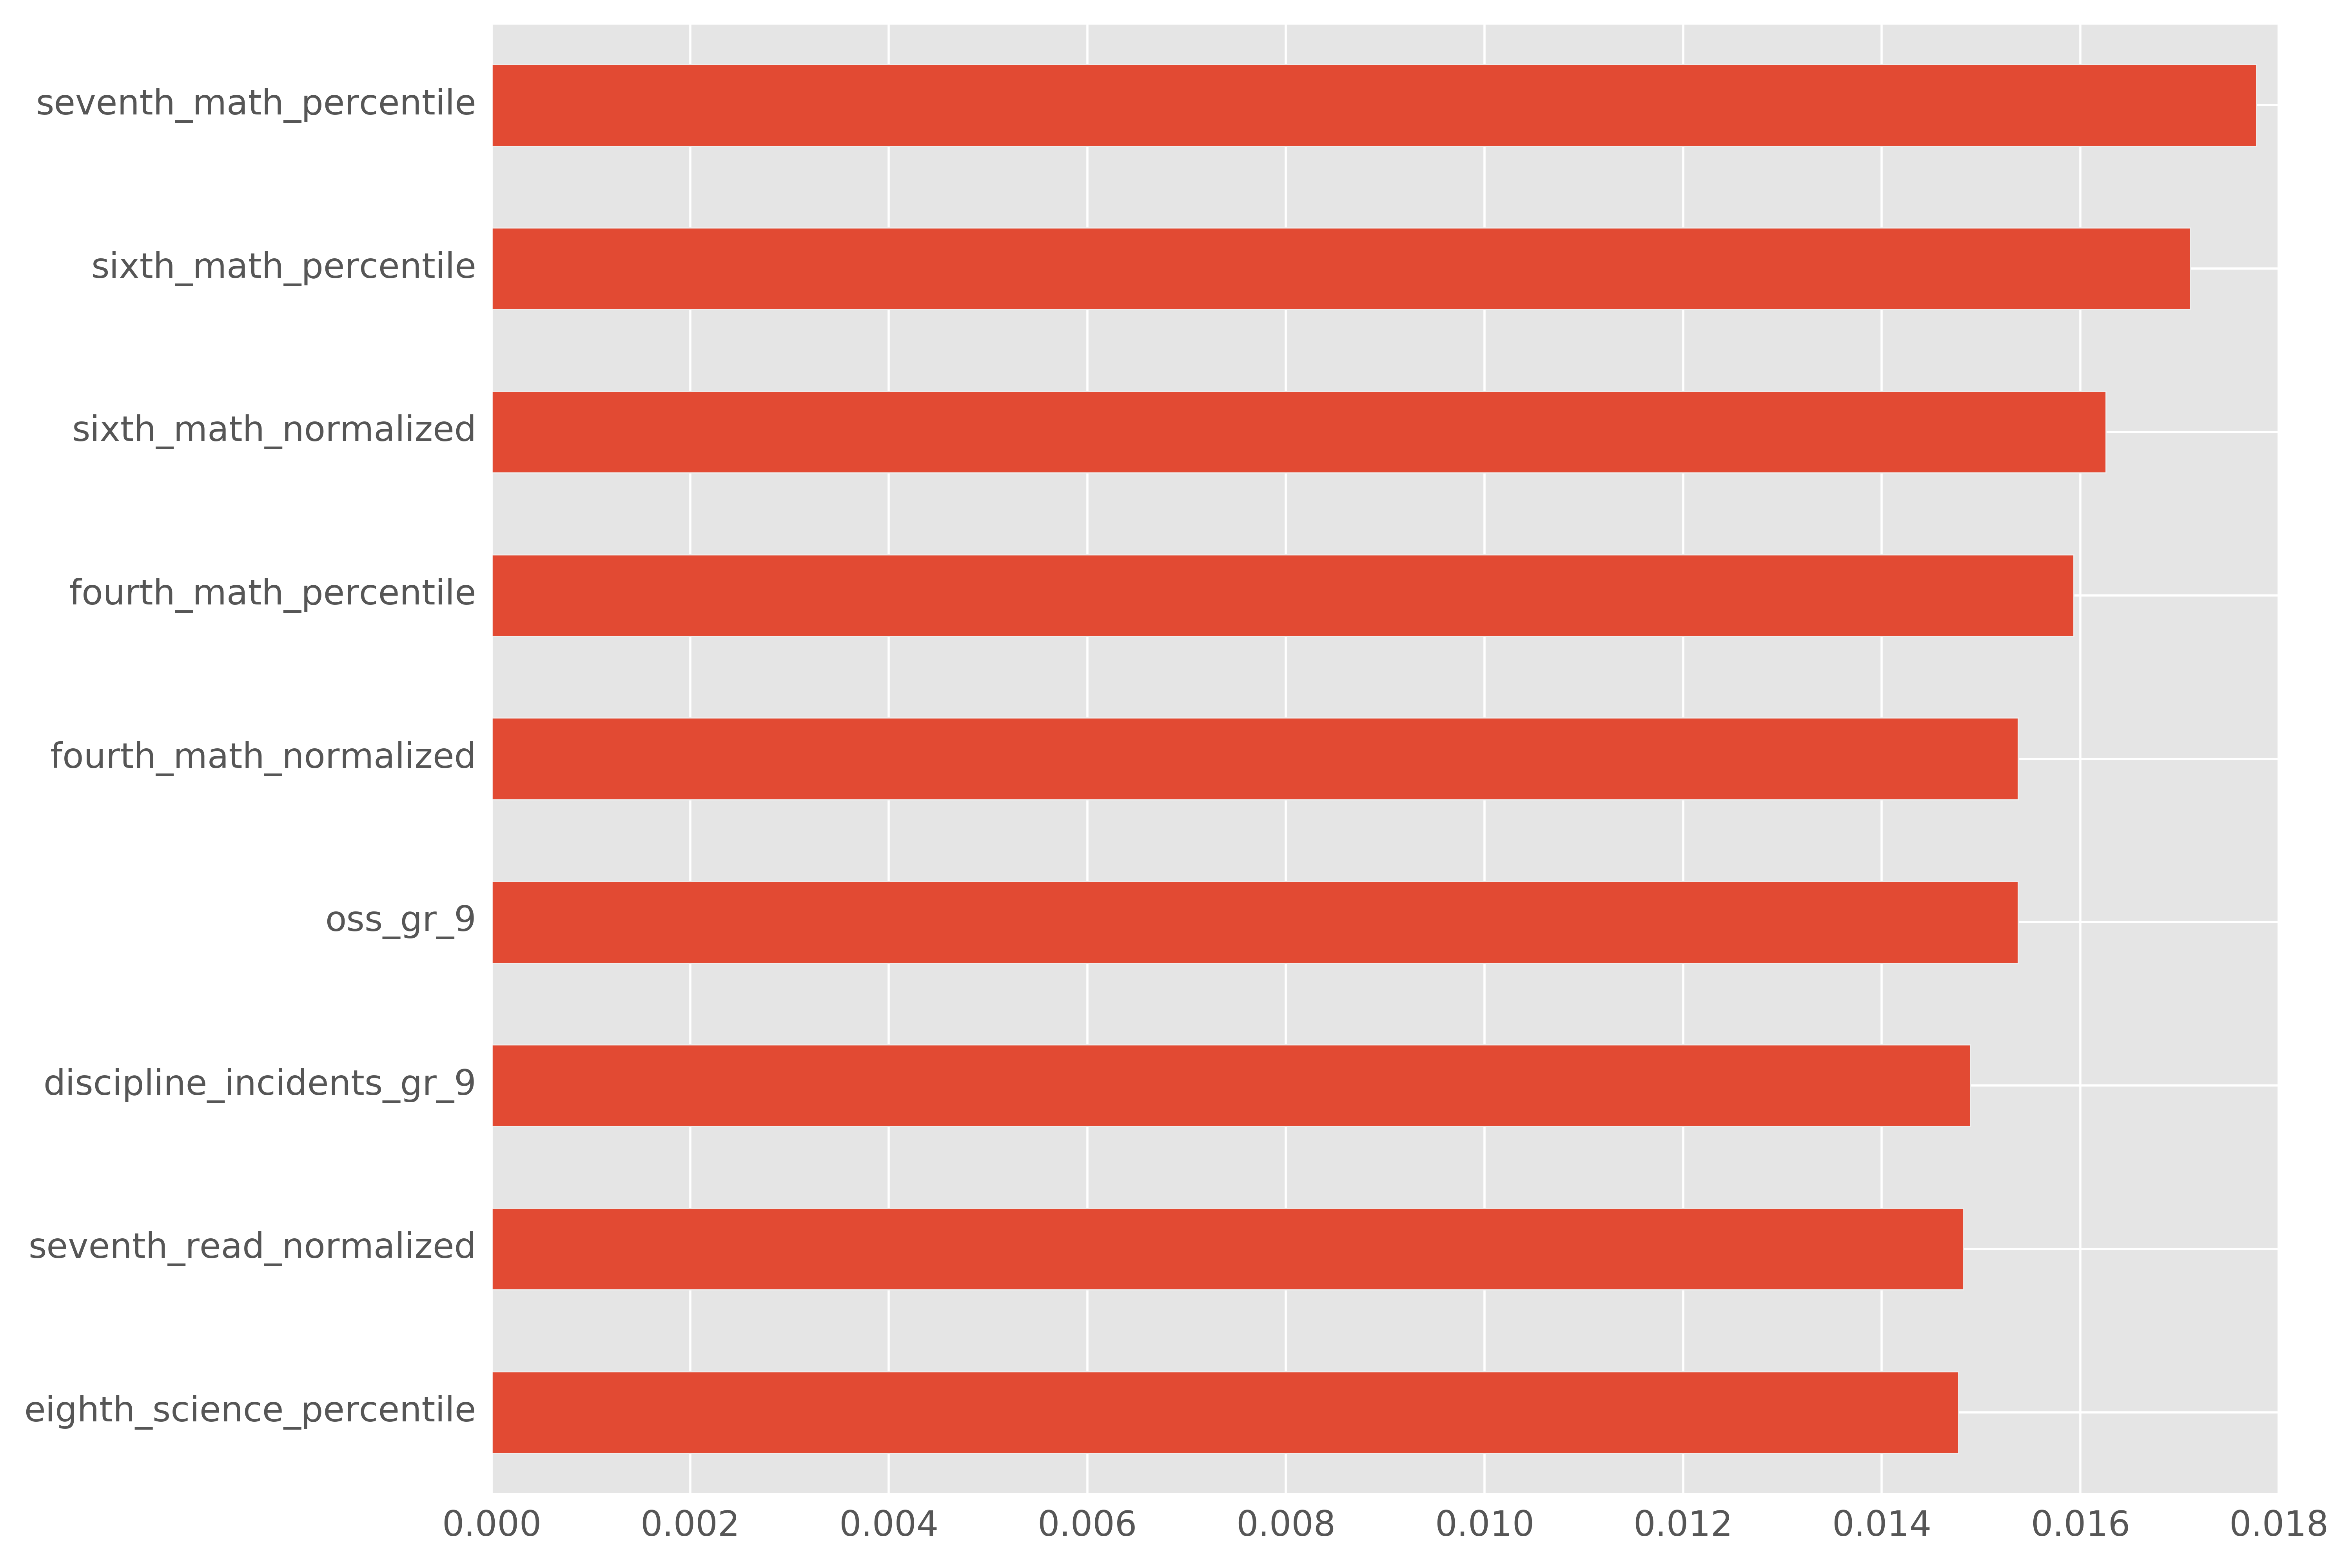 seventh_math_percentile
sixth_math_percentile
sixth_math_normalized
fourth_math_percentile
fourth_math_normalized
oss_gr_9
discipline_incidents_gr_9
seventh_read_normalized
eighth_science_percentile
0.000 0.002 0.004 0.006 0.008 0.010 0.012 0.014 0.016 0.018